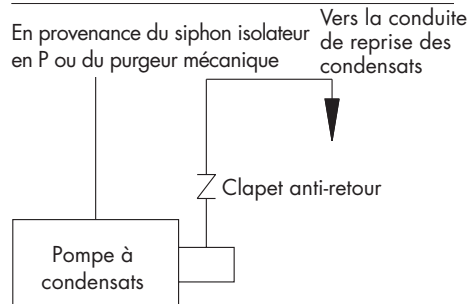 En provenance du siphon isolateur
en P ou du purgeur mécanique
Vers la conduite
de reprise des
condensats
Clapet anti-retour
Pompe à
condensats